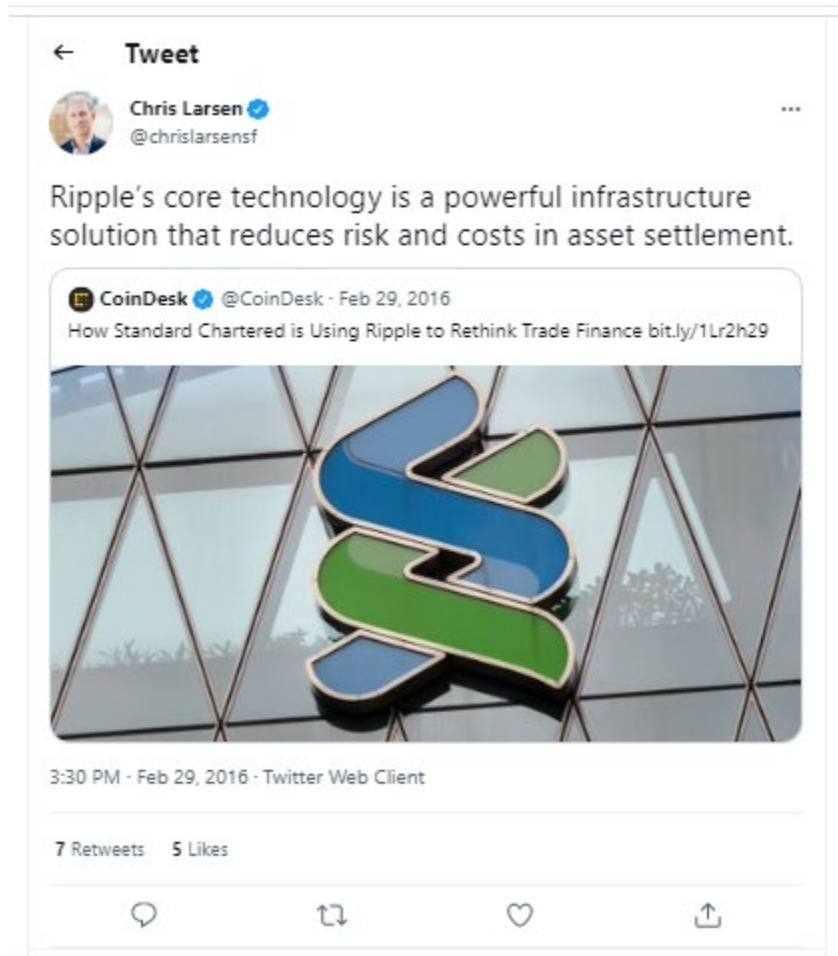 Tweet
Chris Larsen
@chrislarsensf
Ripple's core technology is a powerful infrastructure
solution that reduces risk and costs in asset settlement.
CoinDesk @CoinDesk · Feb 29, 2016
How Standard Chartered is Using Ripple to Rethink Trade Finance bit.ly/1Lr2h29
3:30 PM · Feb 29, 2016 · Twitter Web Client
7 Retweets 5 Likes